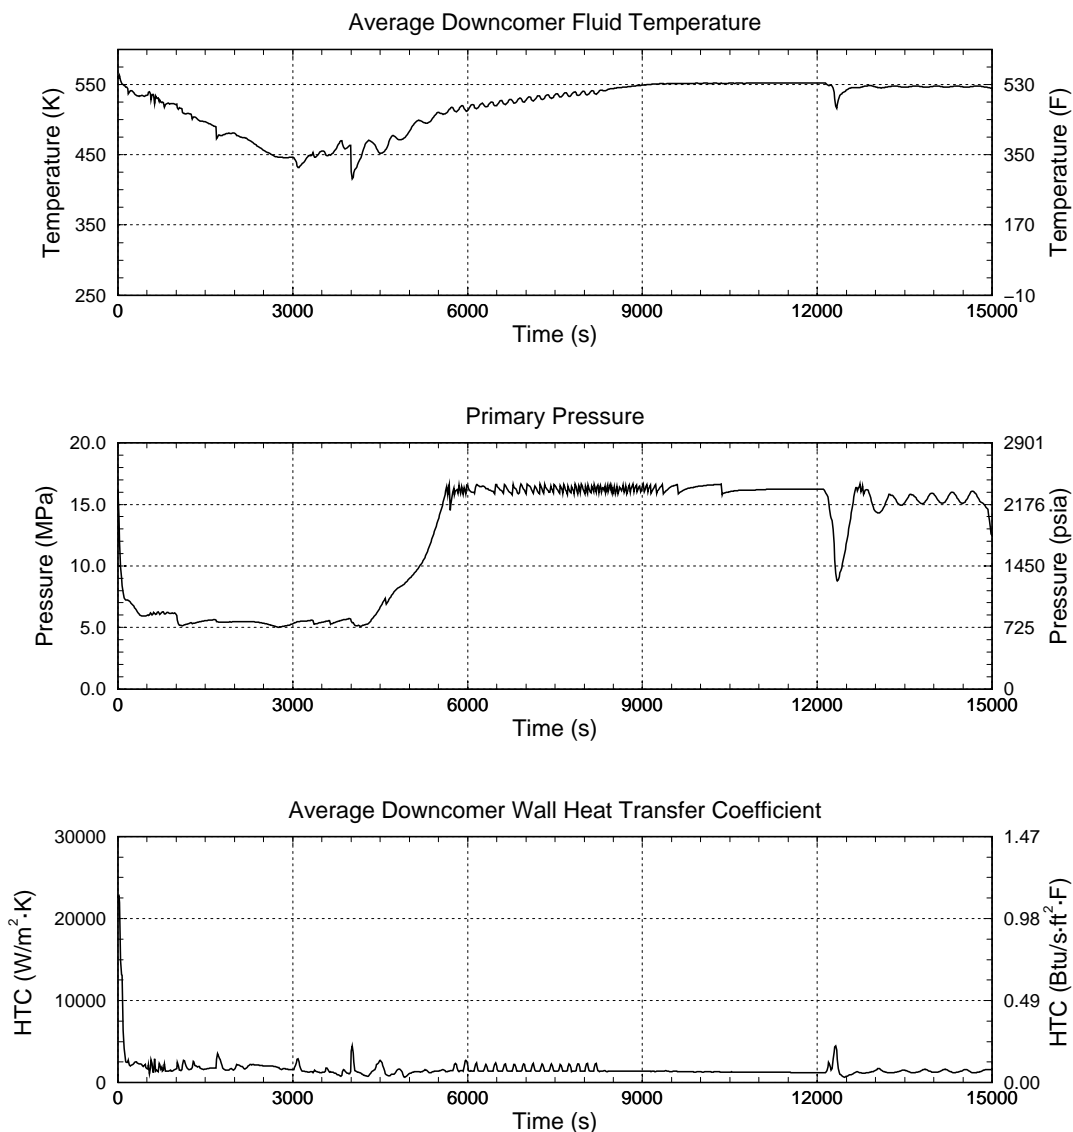 Average Downcomer Fluid Temperature
Temperature (K)
550
450
350
250
530
350
170
−10
Temperature (F)
0 3000 6000 9000 12000 15000
Time (s)
Primary Pressure
Pressure (MPa)
20.0
15.0
10.0
5.0
0.0
2901
2176
1450
725
0
Pressure (psia)
0 3000 6000 9000 12000 15000
Time (s)
Average Downcomer Wall Heat Transfer Coefficient
HTC (W/m²·K)
30000
20000
10000
0
1.47
0.98
0.49
0.00
HTC (Btu/s·ft²·F)
0 3000 6000 9000 12000 15000
Time (s)